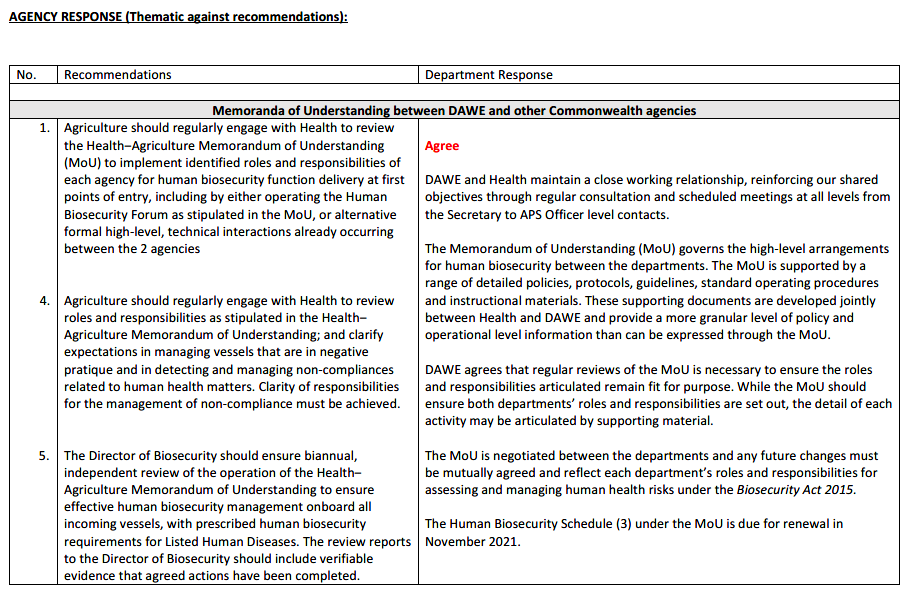 AGENCY RESPONSE (Thematic against recommendations):
No.
Recommendations
Department Response
Memoranda of Understanding between DAWE and other Commonwealth agencies
1.
Agriculture should regularly engage with Health to review
the Health–Agriculture Memorandum of Understanding
(MoU) to implement identified roles and responsibilities of
each agency for human biosecurity function delivery at first
points of entry, including by either operating the Human
Biosecurity Forum as stipulated in the MoU, or alternative
formal high-level, technical interactions already occurring
between the 2 agencies
4.
Agriculture should regularly engage with Health to review
roles and responsibilities as stipulated in the Health–
Agriculture Memorandum of Understanding; and clarify
expectations in managing vessels that are in negative
pratique and in detecting and managing non-compliances
related to human health matters. Clarity of responsibilities
for the management of non-compliance must be achieved.
5.
The Director of Biosecurity should ensure biannual,
independent review of the operation of the Health–
Agriculture Memorandum of Understanding to ensure
effective human biosecurity management onboard all
incoming vessels, with prescribed human biosecurity
requirements for Listed Human Diseases. The review reports
to the Director of Biosecurity should include verifiable
evidence that agreed actions have been completed.
Agree
DAWE and Health maintain a close working relationship, reinforcing our shared
objectives through regular consultation and scheduled meetings at all levels from
the Secretary to APS Officer level contacts.
The Memorandum of Understanding (MoU) governs the high-level arrangements
for human biosecurity between the departments. The MoU is supported by a
range of detailed policies, protocols, guidelines, standard operating procedures
and instructional materials. These supporting documents are developed jointly
between Health and DAWE and provide a more granular level of policy and
operational level information than can be expressed through the MoU.
DAWE agrees that regular reviews of the MoU is necessary to ensure the roles
and responsibilities articulated remain fit for purpose. While the MoU should
ensure both departments’ roles and responsibilities are set out, the detail of each
activity may be articulated by supporting material.
The MoU is negotiated between the departments and any future changes must
be mutually agreed and reflect each department’s roles and responsibilities for
assessing and managing human health risks under the Biosecurity Act 2015.
The Human Biosecurity Schedule (3) under the MoU is due for renewal in
November 2021.